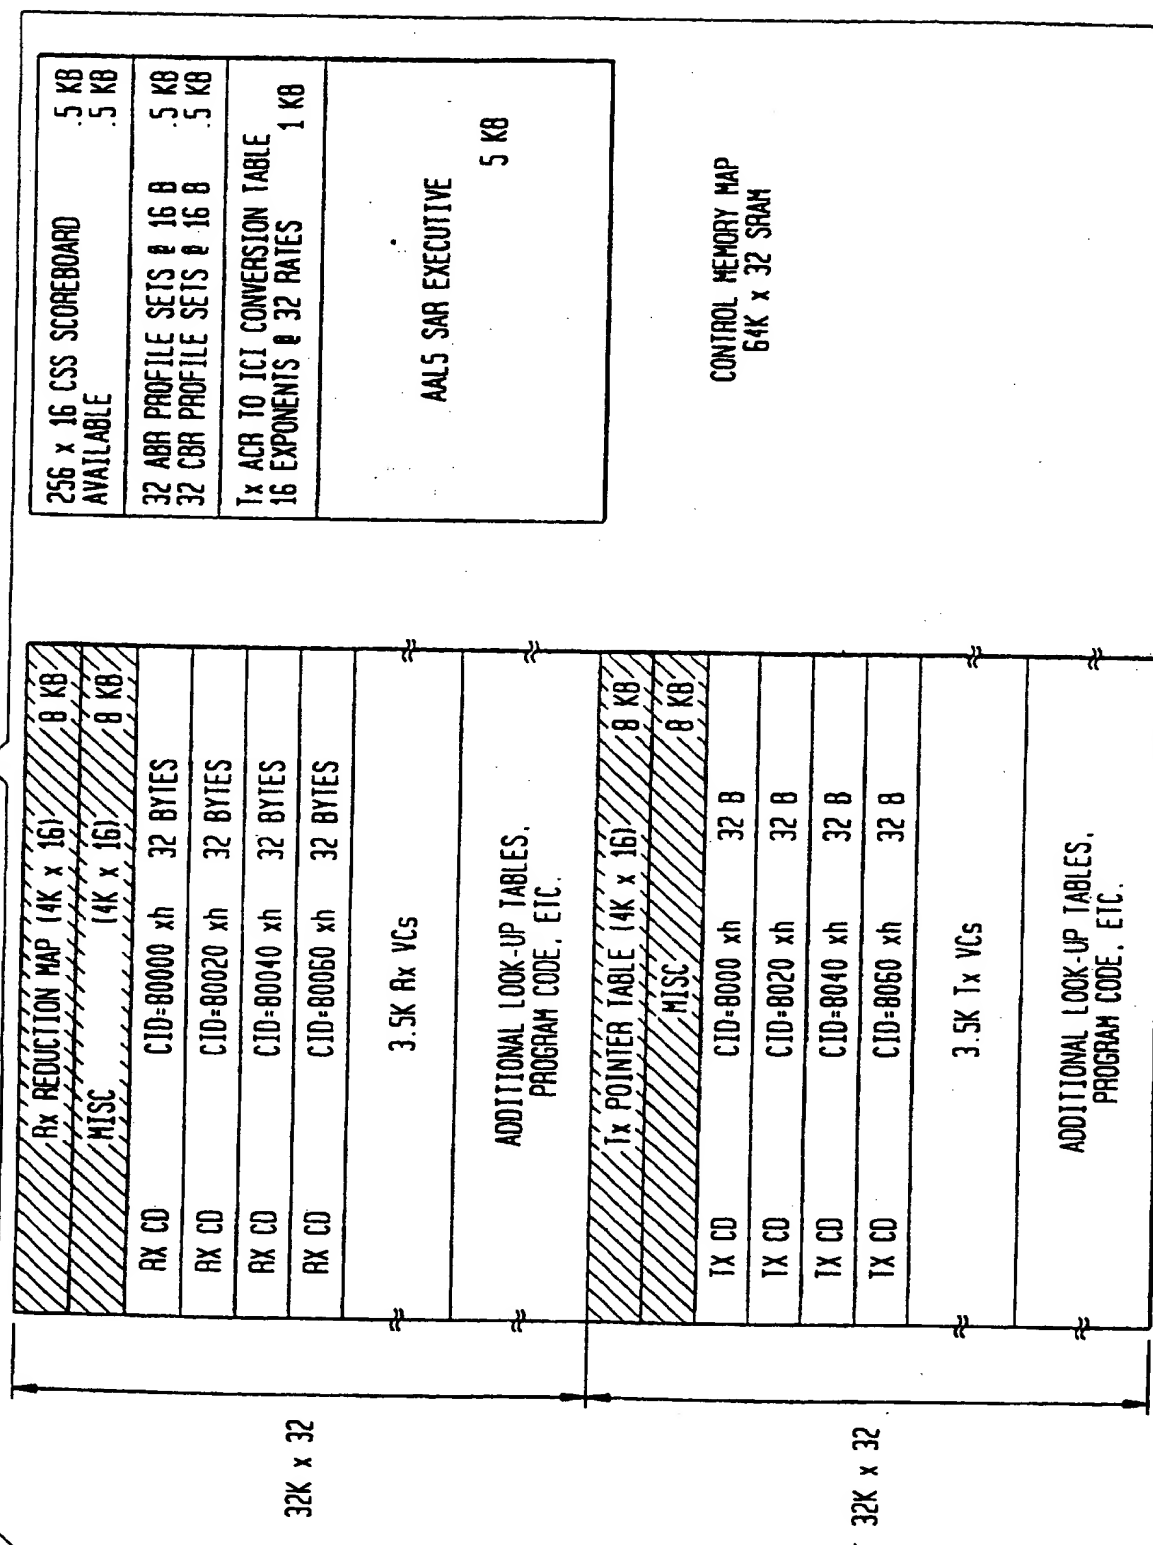 32K x 32
Rx REDUCTION MAP (4K x 16) 8 KB
MISC (4K x 16) 8 KB
RX CD CID=80000 xh 32 BYTES
RX CD CID=80020 xh 32 BYTES
RX CD CID=80040 xh 32 BYTES
RX CD CID=80060 xh 32 BYTES
3.5K Rx VCs
ADDITIONAL LOOK-UP TABLES,
PROGRAM CODE, ETC.
32K x 32
Tx POINTER TABLE (4K x 16) 8 KB
MISC 8 KB
TX CD CID=8000 xh 32 B
TX CD CID=8020 xh 32 B
TX CD CID=8040 xh 32 B
TX CD CID=8060 xh 32 B
3.5K Tx VCs
ADDITIONAL LOOK-UP TABLES,
PROGRAM CODE, ETC.
256 x 16 CSS SCOREBOARD .5 KB
AVAILABLE .5 KB
32 ABR PROFILE SETS @ 16 B .5 KB
32 CBR PROFILE SETS @ 16 B .5 KB
Tx ACR TO ICI CONVERSION TABLE
16 EXPONENTS @ 32 RATES 1 KB
AAL5 SAR EXECUTIVE
5 KB
CONTROL MEMORY MAP
64K x 32 SRAM